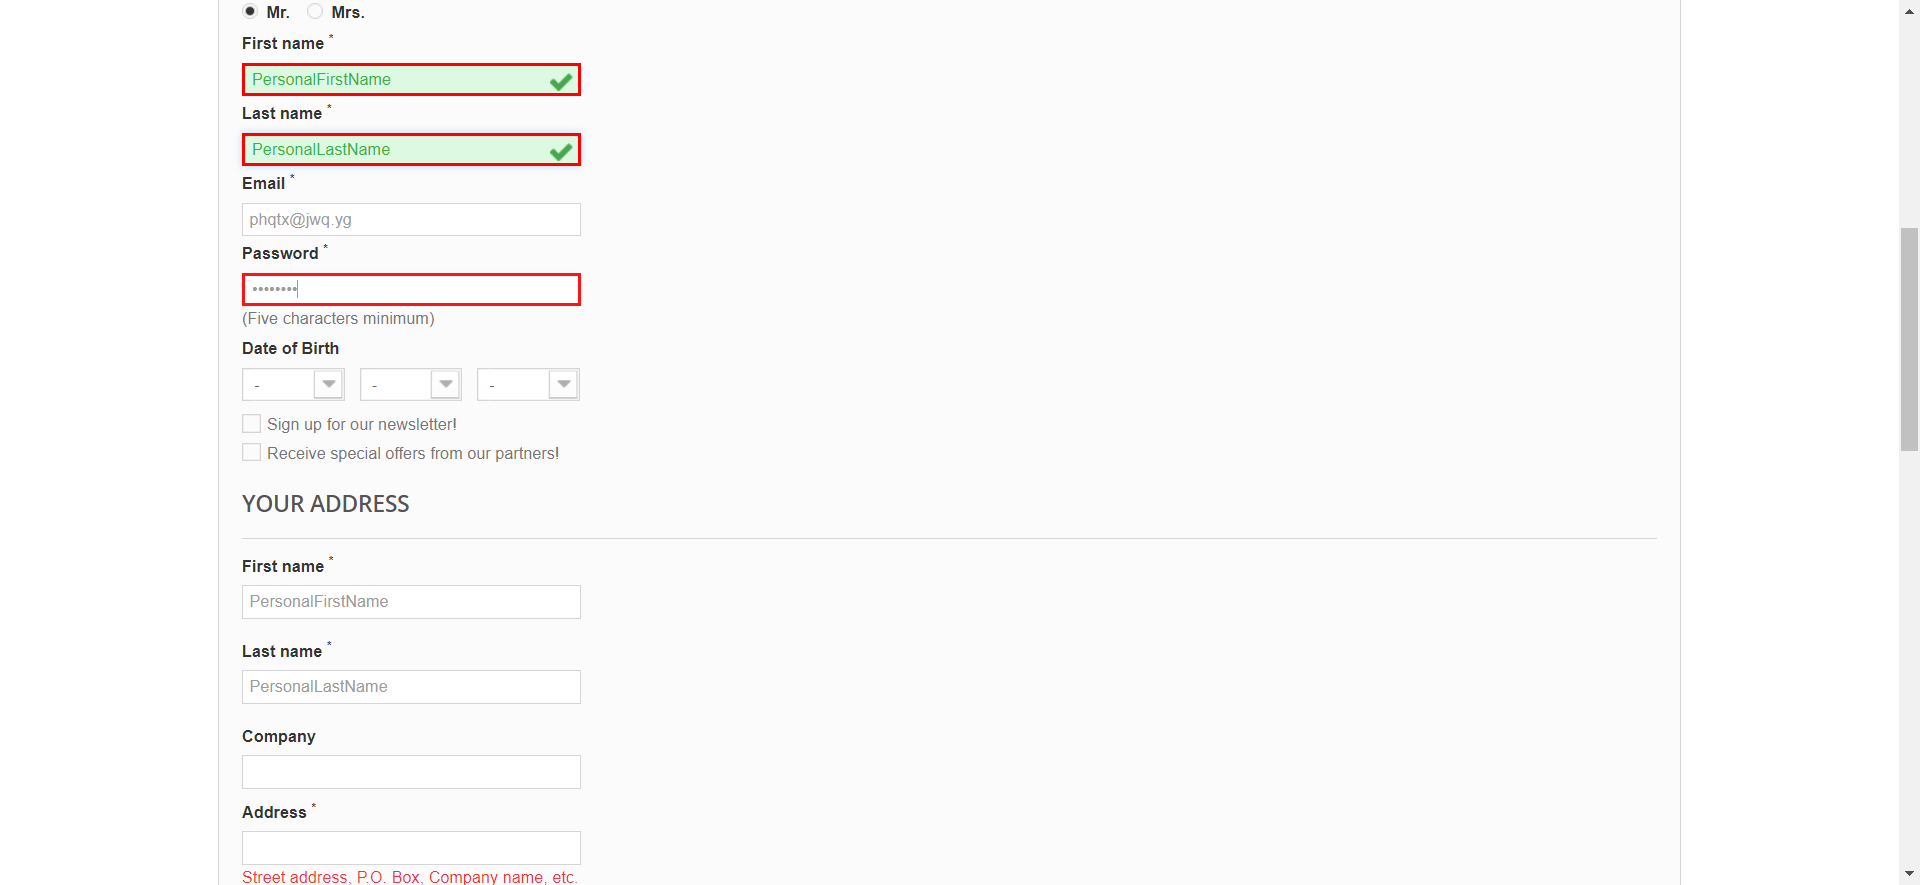 Mr. Mrs.
First name *
PersonalFirstName
Last name *
PersonalLastName
Email *
phqtx@jwq.yg
Password *
••••••••
(Five characters minimum)
Date of Birth
- - -
Sign up for our newsletter!
Receive special offers from our partners!
YOUR ADDRESS
First name *
PersonalFirstName
Last name *
PersonalLastName
Company
Address *
Street address, P.O. Box, Company name, etc.